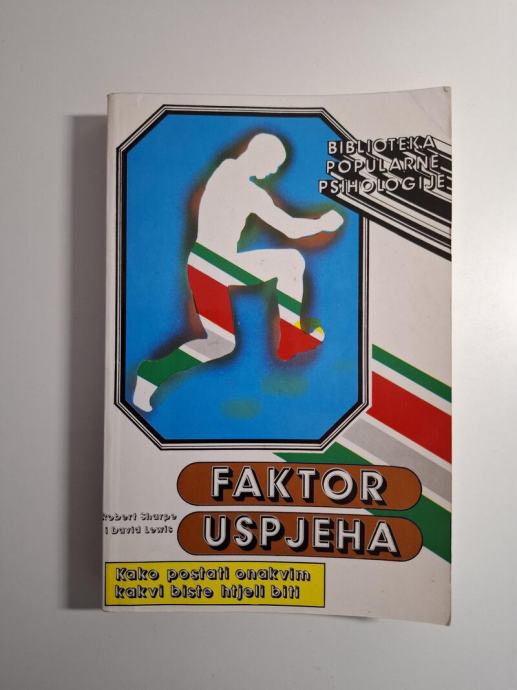 BIBLIOTEKA
POPULARNE
PSIHOLOGIJE
FAKTOR
USPJEHA
Robert Sharpe
i David Lewis
Kako postati onakvim
kakvi biste htjeli biti